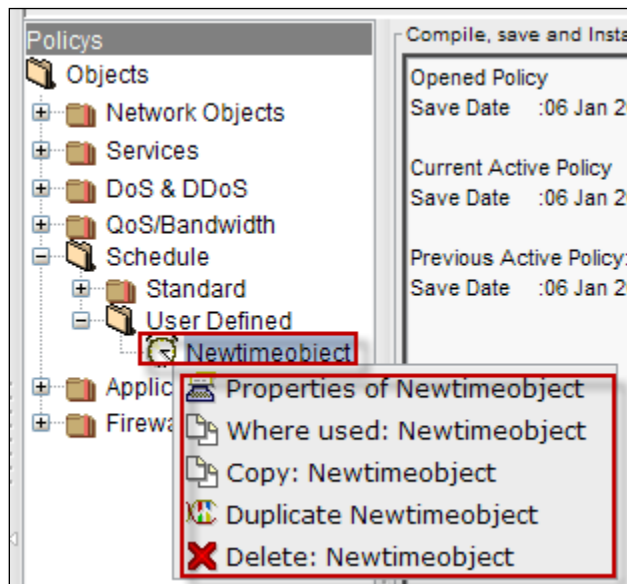 Policys
Objects
Network Objects
Services
DoS & DDoS
QoS/Bandwidth
Schedule
Standard
User Defined
Newtimeobject
Applic
Firewa
Properties of Newtimeobject
Where used: Newtimeobject
Copy: Newtimeobject
Duplicate Newtimeobject
Delete: Newtimeobject
Compile, save and Insta
Opened Policy
Save Date :06 Jan 2
Current Active Policy
Save Date :06 Jan 2
Previous Active Policy:
Save Date :06 Jan 2